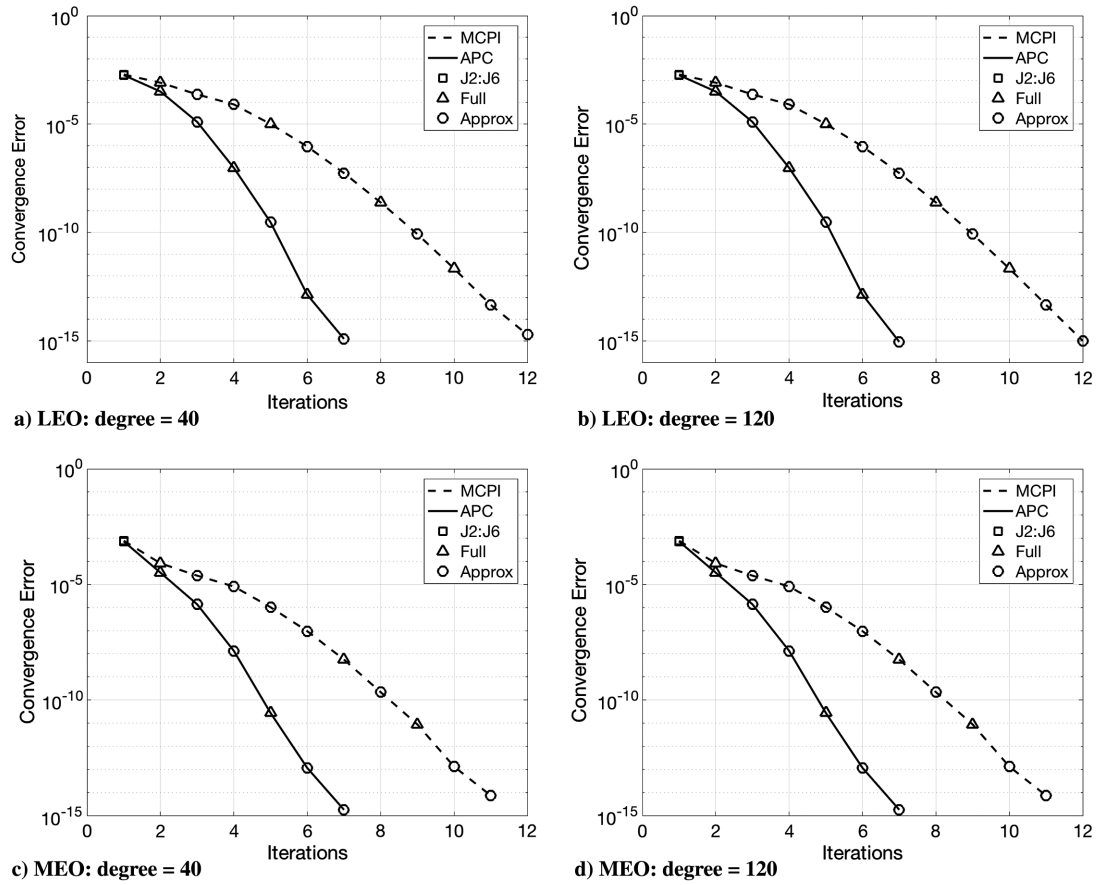 10^0
10^-5
10^-10
10^-15
Convergence Error
0 2 4 6 8 10 12
Iterations
MCPI
APC
J2:J6
Full
Approx
a) LEO: degree = 40
10^0
10^-5
10^-10
10^-15
Convergence Error
0 2 4 6 8 10 12
Iterations
MCPI
APC
J2:J6
Full
Approx
b) LEO: degree = 120
10^0
10^-5
10^-10
10^-15
Convergence Error
0 2 4 6 8 10 12
Iterations
MCPI
APC
J2:J6
Full
Approx
c) MEO: degree = 40
10^0
10^-5
10^-10
10^-15
Convergence Error
0 2 4 6 8 10 12
Iterations
MCPI
APC
J2:J6
Full
Approx
d) MEO: degree = 120